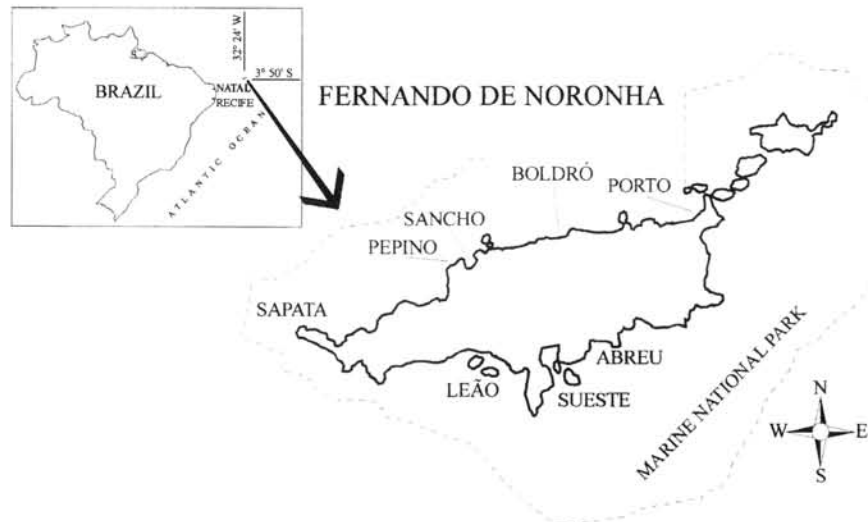 32° 24' W
3° 50' S
BRAZIL
NATAL
RECIFE
ATLANTIC OCEAN
FERNANDO DE NORONHA
BOLDRÓ
PORTO
SANCHO
PEPINO
SAPATA
ABREU
LEÃO
SUESTE
MARINE NATIONAL PARK
N
W
E
S